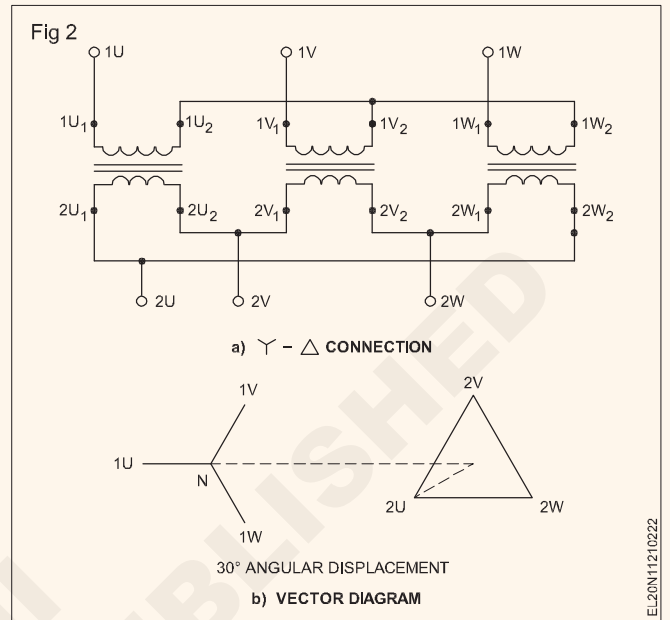 Fig 2
1U 1V 1W
1U₁ 1U₂ 1V₁ 1V₂ 1W₁ 1W₂
2U₁ 2U₂ 2V₁ 2V₂ 2W₁ 2W₂
2U 2V 2W
a) Y – △ CONNECTION
1V 2V
1U N
2U 2W
1W
30° ANGULAR DISPLACEMENT
b) VECTOR DIAGRAM
EL20N11210222
BLISHED